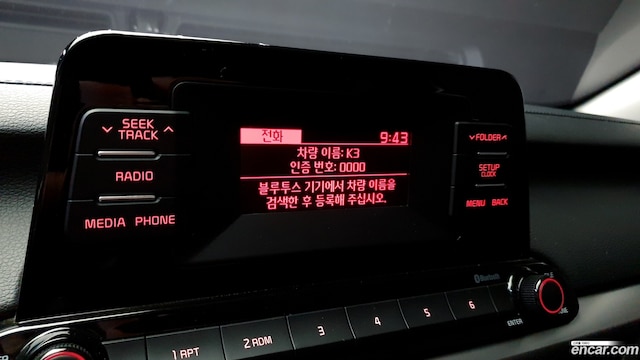 전화 9:43
차량 이름: K3
인증 번호: 0000
블루투스 기기에서 차량 이름을
검색한 후 등록해 주십시오.
SEEK
TRACK
RADIO
MEDIA PHONE
FOLDER
SETUP
CLOCK
MENU BACK
Bluetooth
1 RPT 2 RDM 3 4 5 6
ENTER
encar.com